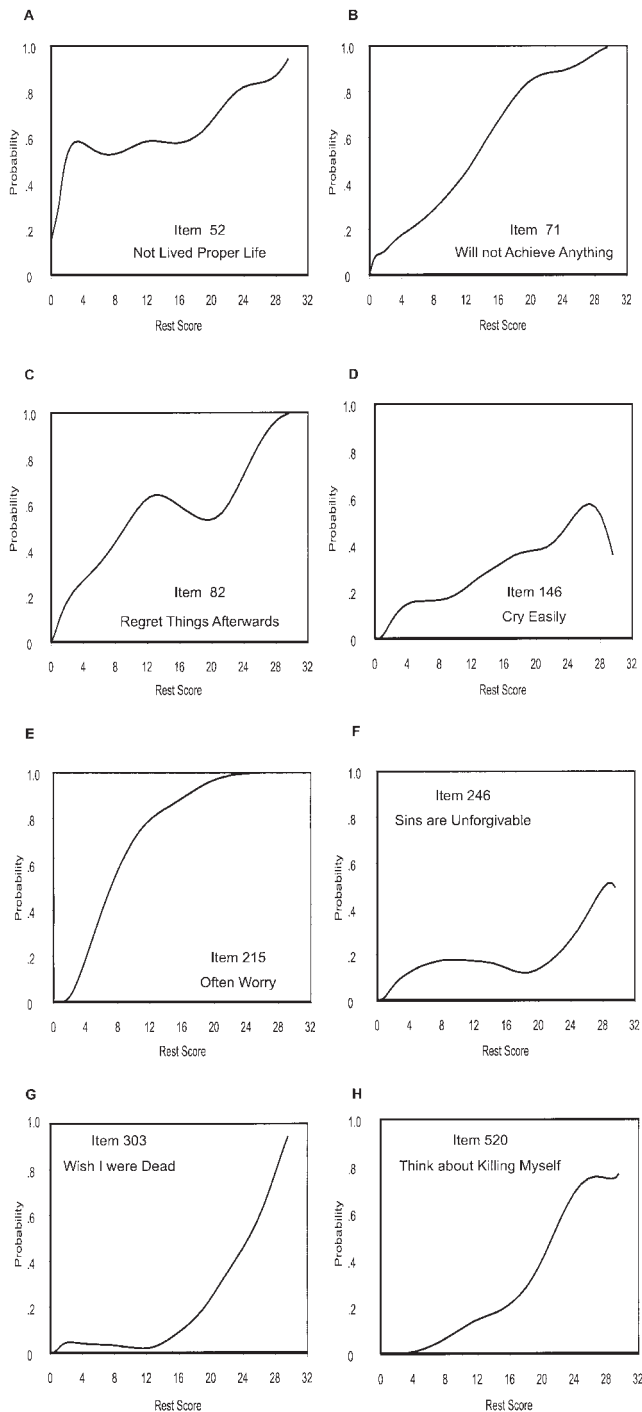 A
1.0
.8
.6
.4
.2
0
Probability
Item 52
Not Lived Proper Life
0 4 8 12 16 20 24 28 32
Rest Score
B
1.0
.8
.6
.4
.2
0
Probability
Item 71
Will not Achieve Anything
0 4 8 12 16 20 24 28 32
Rest Score
C
1.0
.8
.6
.4
.2
0
Probability
Item 82
Regret Things Afterwards
0 4 8 12 16 20 24 28 32
Rest Score
D
1.0
.8
.6
.4
.2
0
Probability
Item 146
Cry Easily
0 4 8 12 16 20 24 28 32
Rest Score
E
1.0
.8
.6
.4
.2
0
Probability
Item 215
Often Worry
0 4 8 12 16 20 24 28 32
Rest Score
F
1.0
.8
.6
.4
.2
0
Probability
Item 246
Sins are Unforgivable
0 4 8 12 16 20 24 28 32
Rest Score
G
1.0
.8
.6
.4
.2
0
Probability
Item 303
Wish I were Dead
0 4 8 12 16 20 24 28 32
Rest Score
H
1.0
.8
.6
.4
.2
0
Probability
Item 520
Think about Killing Myself
0 4 8 12 16 20 24 28 32
Rest Score